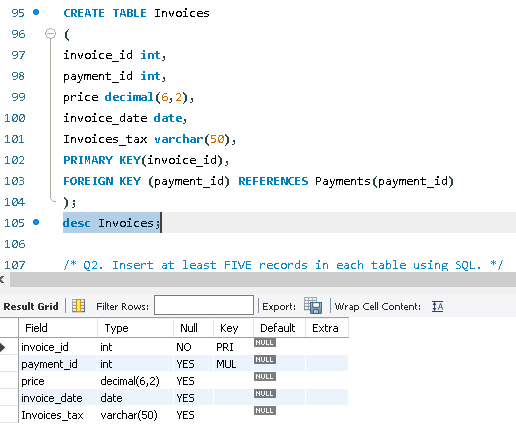 95 CREATE TABLE Invoices
96 (
97 invoice_id int,
98 payment_id int,
99 price decimal(6,2),
100 invoice_date date,
101 Invoices_tax varchar(50),
102 PRIMARY KEY(invoice_id),
103 FOREIGN KEY (payment_id) REFERENCES Payments(payment_id)
104 );
105 desc Invoices;
106
107 /* Q2. Insert at least FIVE records in each table using SQL. */
Result Grid Filter Rows: Export: Wrap Cell Content: IA
Field Type Null Key Default Extra
invoice_id int NO PRI NULL
payment_id int YES MUL NULL
price decimal(6,2) YES NULL
invoice_date date YES NULL
Invoices_tax varchar(50) YES NULL